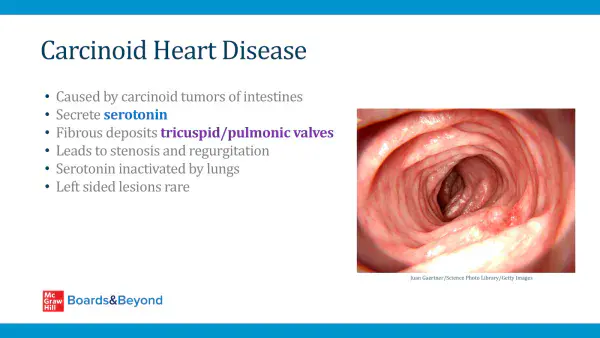 Carcinoid Heart Disease
• Caused by carcinoid tumors of intestines
• Secrete serotonin
• Fibrous deposits tricuspid/pulmonic valves
• Leads to stenosis and regurgitation
• Serotonin inactivated by lungs
• Left sided lesions rare
Juan Gaertner/Science Photo Library/Getty Images
Mc
Graw
Hill
Boards&Beyond